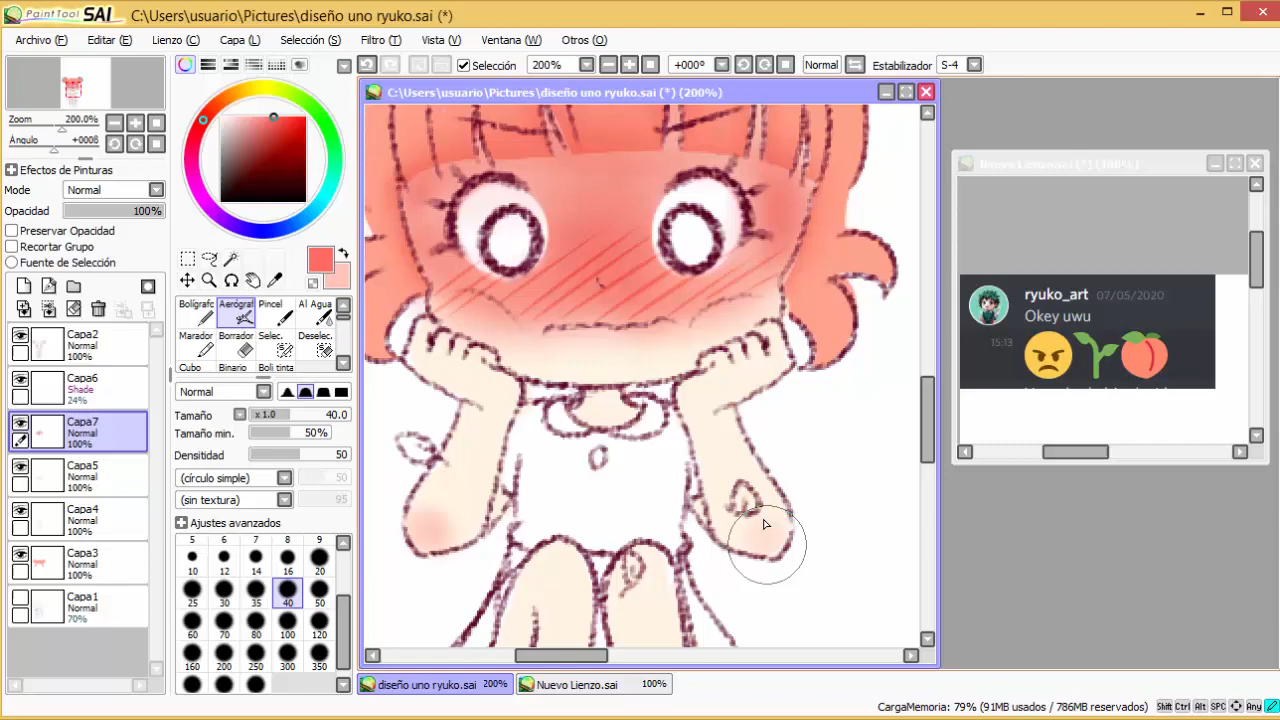 PaintTool SAI C:\Users\usuario\Pictures\diseño uno ryuko.sai (*)
Archivo (F) Editar (E) Lienzo (C) Capa (L) Selección (S) Filtro (T) Vista (V) Ventana (W) Otros (O)
Selección 200% +000° Normal Estabilizador S-4
Zoom 200.0%
Angulo +0006
Efectos de Pinturas
Mode Normal
Opacidad 100%
Preservar Opacidad
Recortar Grupo
Fuente de Selección
Capa2
Normal
100%
Capa6
Shade
24%
Capa7
Normal
100%
Capa5
Normal
100%
Capa4
Normal
100%
Capa3
Normal
100%
Capa1
Normal
70%
Bolígrafc Aerógraf Pincel Al Agua
Marador Borrador Selec. Deselec.
Cubo Binario Boli tinta
Normal
Tamaño x 1.0 40.0
Tamaño min. 50%
Densitidad 50
(círculo simple) 50
(sin textura) 95
Ajustes avanzados
5 6 7 8 9
10 12 14 16 20
25 30 35 40 50
60 70 80 100 120
160 200 250 300 350
C:\Users\usuario\Pictures\diseño uno ryuko.sai (*) (200%)
ryuko_art 07/05/2020
Okey uwu
15:13
diseño uno ryuko.sai 200% Nuevo Lienzo.sai 100%
CargaMemoria: 79% (91MB usados / 786MB reservados) Shift Ctrl Alt SPC Any